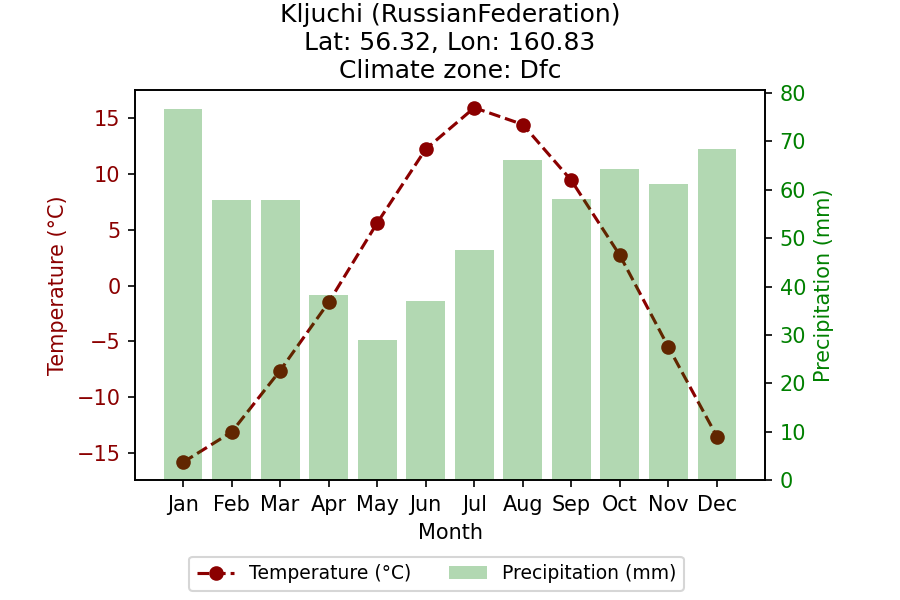 Kljuchi (RussianFederation)
Lat: 56.32, Lon: 160.83
Climate zone: Dfc
Temperature (°C)
15
10
5
0
−5
−10
−15
80
70
60
50
40
30
20
10
0
Precipitation (mm)
Jan Feb Mar Apr May Jun Jul Aug Sep Oct Nov Dec
Month
Temperature (°C) Precipitation (mm)